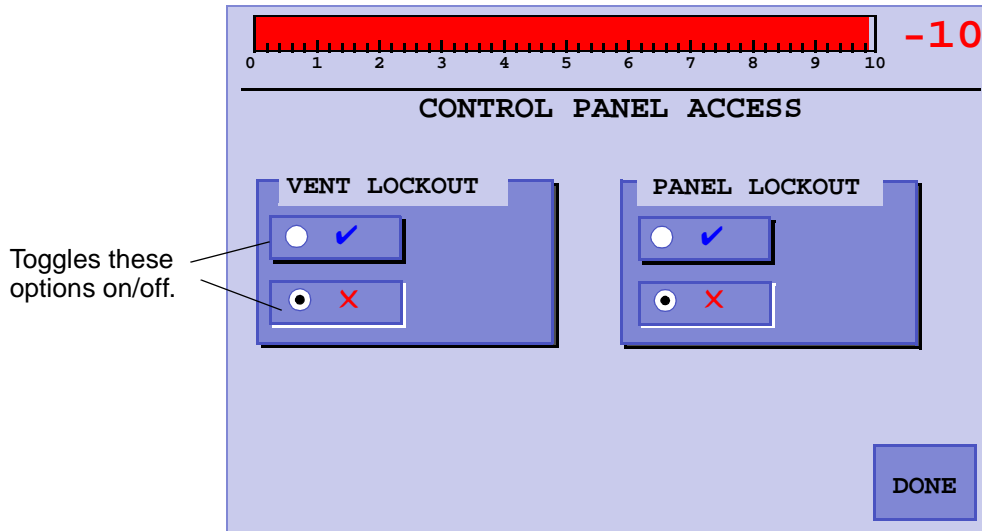 -10
0 1 2 3 4 5 6 7 8 9 10
CONTROL PANEL ACCESS
VENT LOCKOUT
PANEL LOCKOUT
✔
✔
Toggles these
options on/off.
✕
✕
DONE